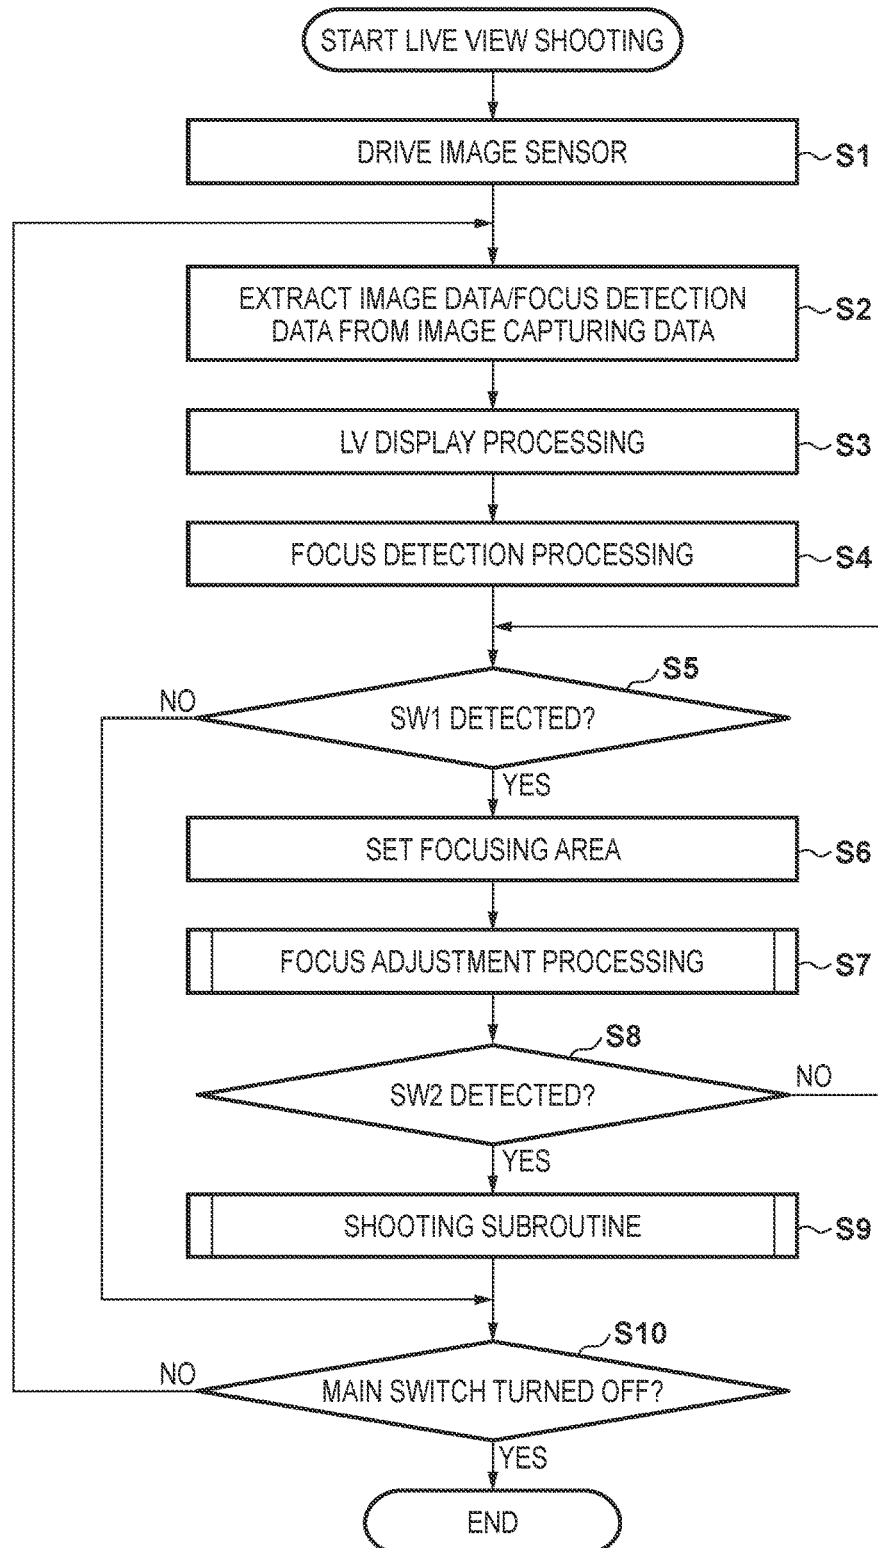 START LIVE VIEW SHOOTING
DRIVE IMAGE SENSOR
S1
EXTRACT IMAGE DATA/FOCUS DETECTION
DATA FROM IMAGE CAPTURING DATA
S2
LV DISPLAY PROCESSING
S3
FOCUS DETECTION PROCESSING
S4
S5
NO
SW1 DETECTED?
YES
SET FOCUSING AREA
S6
FOCUS ADJUSTMENT PROCESSING
S7
S8
SW2 DETECTED?
NO
YES
SHOOTING SUBROUTINE
S9
S10
NO
MAIN SWITCH TURNED OFF?
YES
END